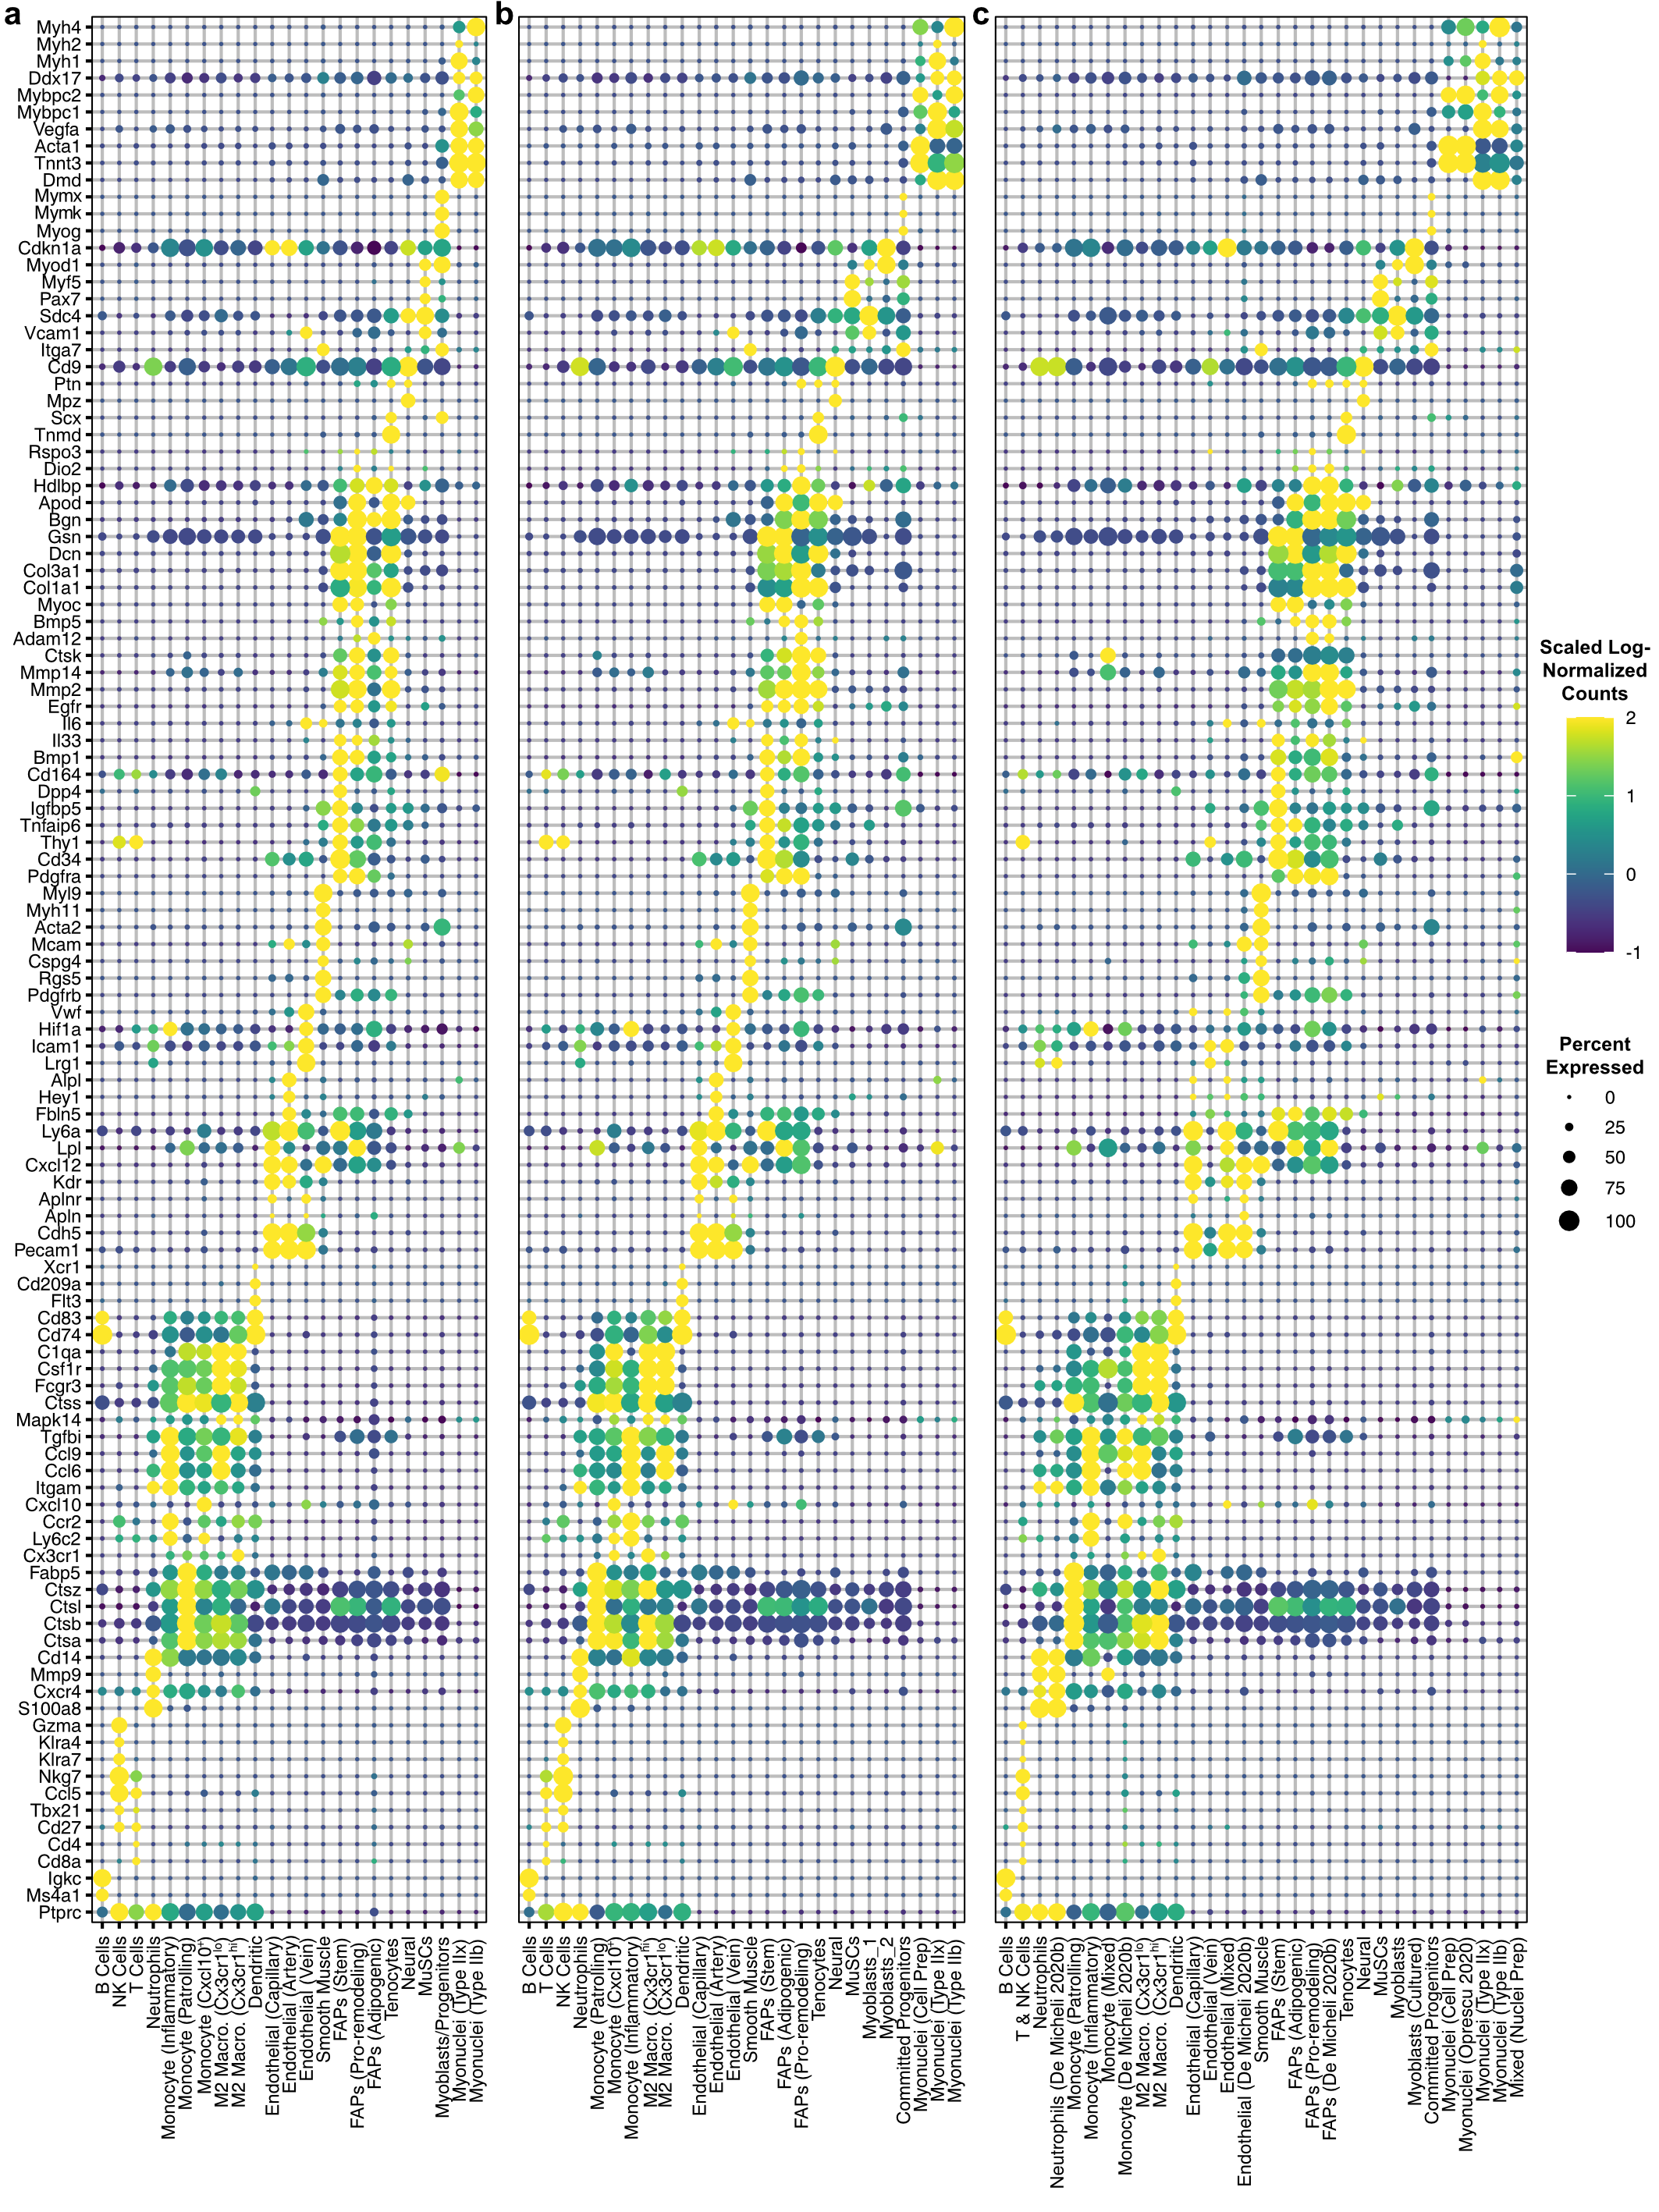 a
b
c
Myh4
Myh2
Myh1
Ddx17
Mybpc2
Mybpc1
Vegfa
Acta1
Tnnt3
Dmd
Mymx
Mymk
Myog
Cdkn1a
Myod1
Myf5
Pax7
Sdc4
Vcam1
Itga7
Cd9
Ptn
Mpz
Scx
Tnmd
Rspo3
Dio2
Hdlbp
Apod
Bgn
Gsn
Dcn
Col3a1
Col1a1
Myoc
Bmp5
Adam12
Ctsk
Mmp14
Mmp2
Egfr
Il6
Il33
Bmp1
Cd164
Dpp4
Igfbp5
Tnfaip6
Thy1
Cd34
Pdgfra
Myl9
Myh11
Acta2
Mcam
Cspg4
Rgs5
Pdgfrb
Vwf
Hif1a
Icam1
Lrg1
Alpl
Hey1
Fbln5
Ly6a
Lpl
Cxcl12
Kdr
Aplnr
Apln
Cdh5
Pecam1
Xcr1
Cd209a
Flt3
Cd83
Cd74
C1qa
Csf1r
Fcgr3
Ctss
Mapk14
Tgfbi
Ccl9
Ccl6
Itgam
Cxcl10
Ccr2
Ly6c2
Cx3cr1
Fabp5
Ctsz
Ctsl
Ctsb
Ctsa
Cd14
Mmp9
Cxcr4
S100a8
Gzma
Klra4
Klra7
Nkg7
Ccl5
Tbx21
Cd27
Cd4
Cd8a
Igkc
Ms4a1
Ptprc
B Cells
NK Cells
T Cells
Neutrophils
Monocyte (Inflammatory)
Monocyte (Patrolling)
Monocyte (Cxcl10⁺)
M2 Macro. (Cx3cr1ˡᵒ)
M2 Macro. (Cx3cr1ʰⁱ)
Dendritic
Endothelial (Capillary)
Endothelial (Artery)
Endothelial (Vein)
Smooth Muscle
FAPs (Stem)
FAPs (Pro-remodeling)
FAPs (Adipogenic)
Tenocytes
Neural
MuSCs
Myoblasts/Progenitors
Myonuclei (Type IIx)
Myonuclei (Type IIb)
B Cells
T Cells
NK Cells
Neutrophils
Monocyte (Patrolling)
Monocyte (Cxcl10⁺)
Monocyte (Inflammatory)
M2 Macro. (Cx3cr1ʰⁱ)
M2 Macro. (Cx3cr1ˡᵒ)
Dendritic
Endothelial (Capillary)
Endothelial (Artery)
Endothelial (Vein)
Smooth Muscle
FAPs (Stem)
FAPs (Adipogenic)
FAPs (Pro-remodeling)
Tenocytes
Neural
MuSCs
Myoblasts_1
Myoblasts_2
Committed Progenitors
Myonuclei (Cell Prep)
Myonuclei (Type IIx)
Myonuclei (Type IIb)
B Cells
T & NK Cells
Neutrophils
Neutrophils (De Micheli 2020b)
Monocyte (Patrolling)
Monocyte (Inflammatory)
Monocyte (Mixed)
Monocyte (De Micheli 2020b)
M2 Macro. (Cx3cr1ˡᵒ)
M2 Macro. (Cx3cr1ʰⁱ)
Dendritic
Endothelial (Capillary)
Endothelial (Vein)
Endothelial (Mixed)
Endothelial (De Micheli 2020b)
Smooth Muscle
FAPs (Stem)
FAPs (Adipogenic)
FAPs (Pro-remodeling)
FAPs (De Micheli 2020b)
Tenocytes
Neural
MuSCs
Myoblasts
Myoblasts (Cultured)
Committed Progenitors
Myonuclei (Cell Prep)
Myonuclei (Oprescu 2020)
Myonuclei (Type IIx)
Myonuclei (Type IIb)
Mixed (Nuclei Prep)
Scaled Log-
Normalized
Counts
2
1
0
-1
Percent
Expressed
0
25
50
75
100